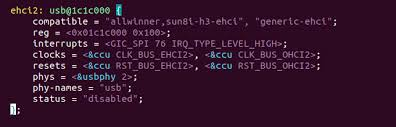 ehci2: usb@1c1c000 {
compatible = "allwinner,sun8i-h3-ehci", "generic-ehci";
reg = <0x01c1c000 0x100>;
interrupts = <GIC_SPI 76 IRQ_TYPE_LEVEL_HIGH>;
clocks = <&ccu CLK_BUS_EHCI2>, <&ccu CLK_BUS_OHCI2>;
resets = <&ccu RST_BUS_EHCI2>, <&ccu RST_BUS_OHCI2>;
phys = <&usbphy 2>;
phy-names = "usb";
status = "disabled";
};